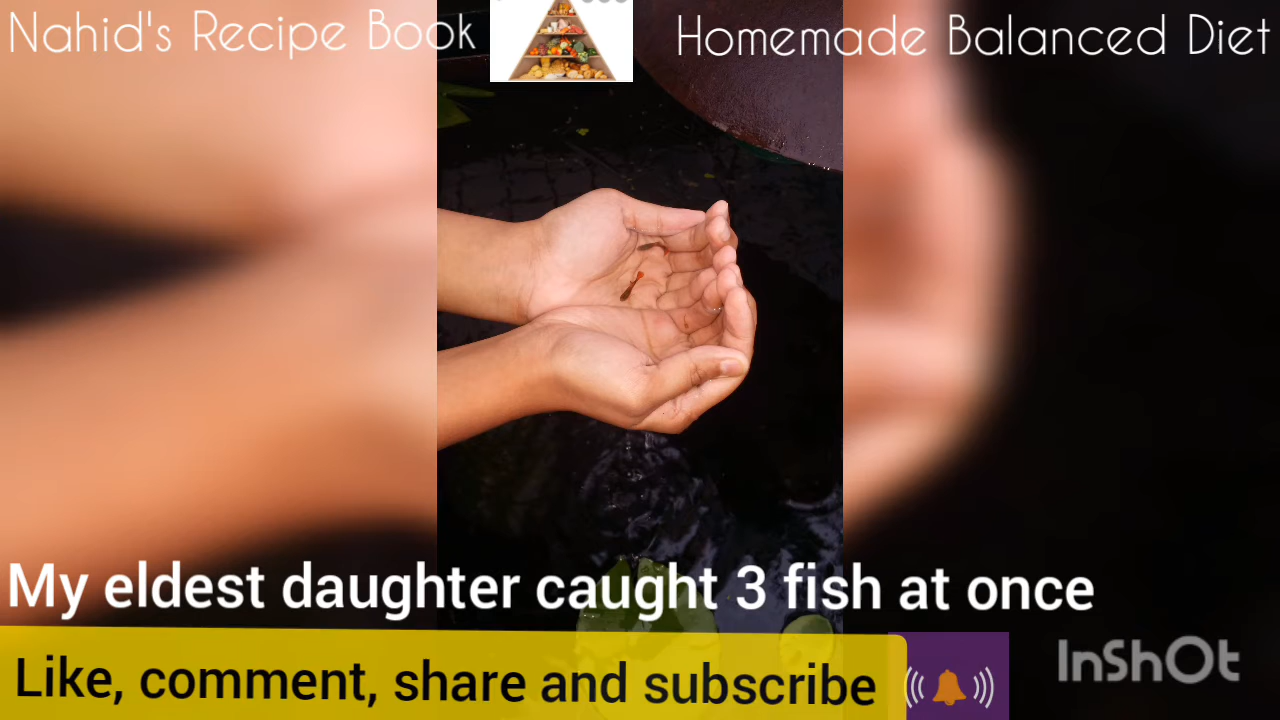 Nahid's Recipe Book
Homemade Balanced Diet
My eldest daughter caught 3 fish at once
Like, comment, share and subscribe
InShOt